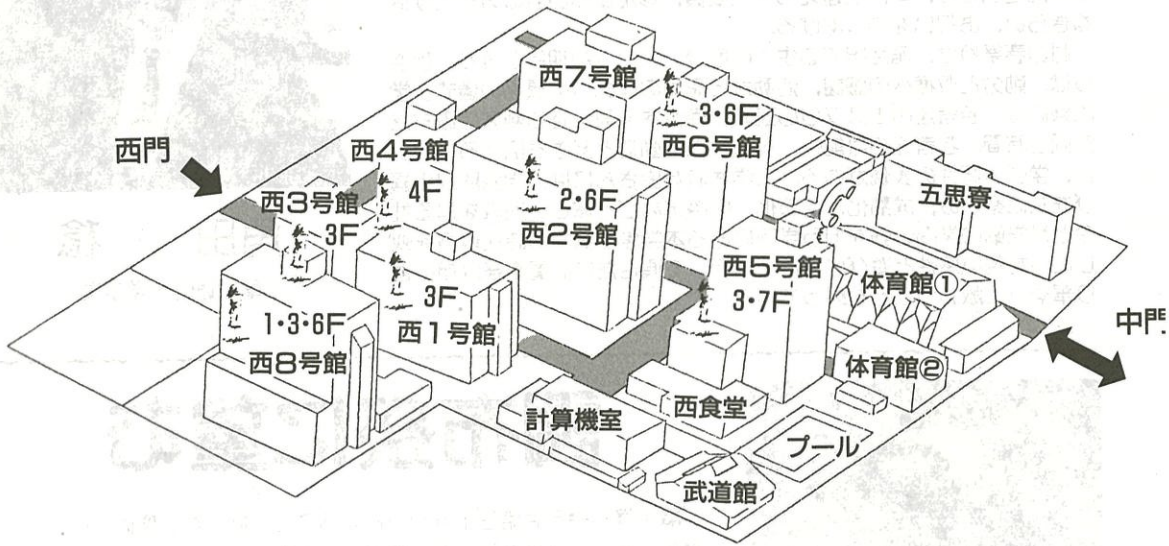 西門
西7号館
西4号館
4F
3・6F
西6号館
西3号館
3F
2・6F
西2号館
五思寮
西5号館
3・7F
体育館①
中門
3F
西1号館
1・3・6F
西8号館
体育館②
計算機室
西食堂
プール
武道館